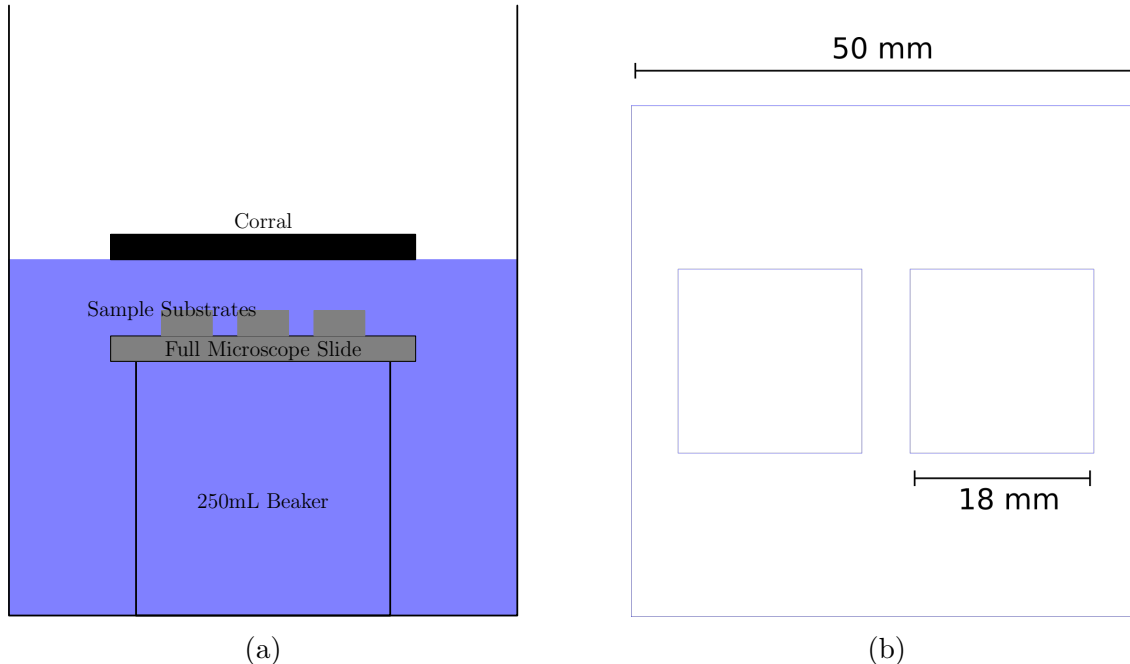 Corral
Sample Substrates
Full Microscope Slide
250mL Beaker
(a)
50 mm
18 mm
(b)